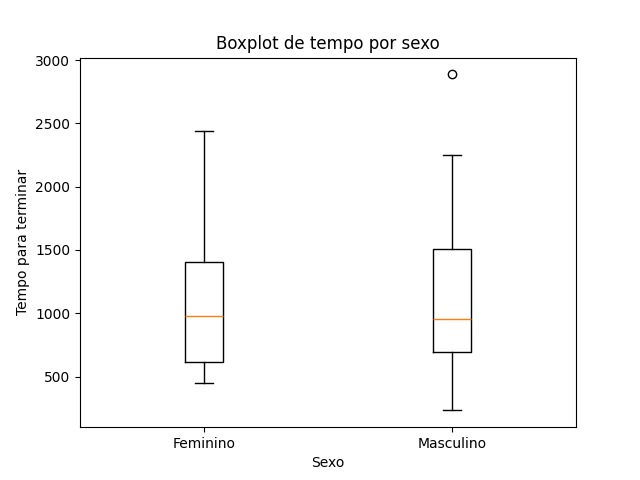 Boxplot de tempo por sexo
3000
2500
2000
1500
1000
500
Tempo para terminar
Feminino
Masculino
Sexo